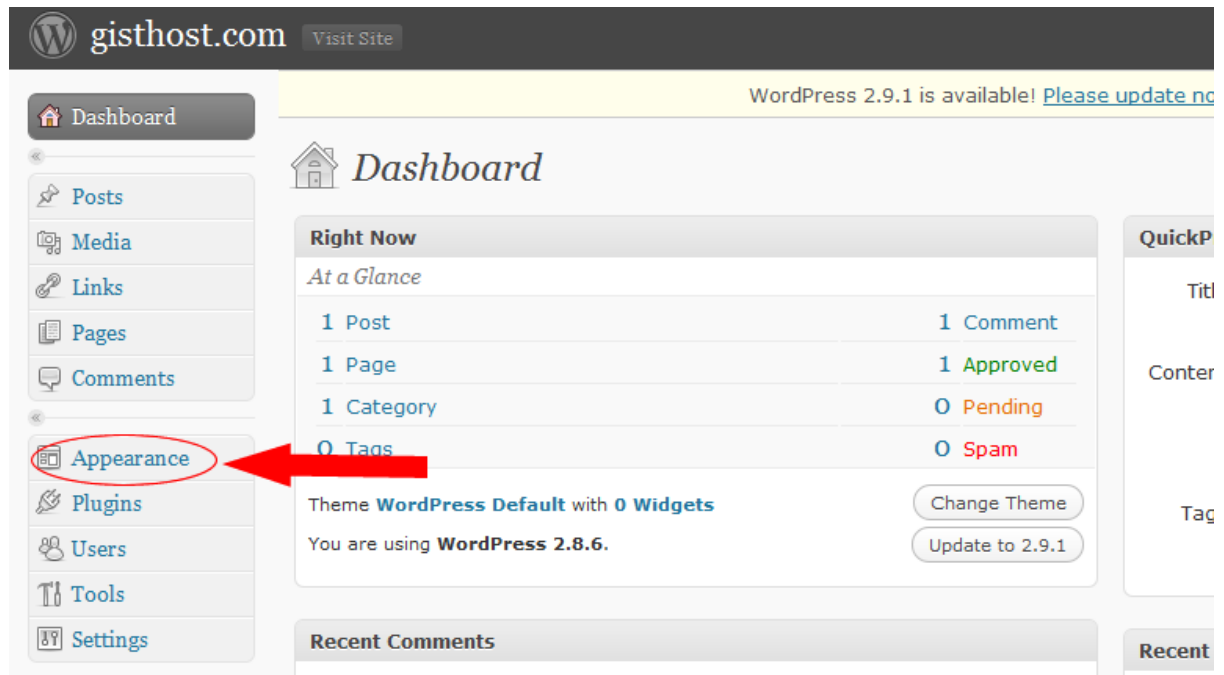 gisthost.com Visit Site
WordPress 2.9.1 is available! Please update no
Dashboard
Posts
Media
Links
Pages
Comments
Appearance
Plugins
Users
Tools
Settings
Dashboard
Right Now
At a Glance
1 Post 1 Comment
1 Page 1 Approved
1 Category 0 Pending
0 Tags 0 Spam
Theme WordPress Default with 0 Widgets Change Theme
You are using WordPress 2.8.6. Update to 2.9.1
Recent Comments
QuickP
Titl
Conten
Tag
Recent